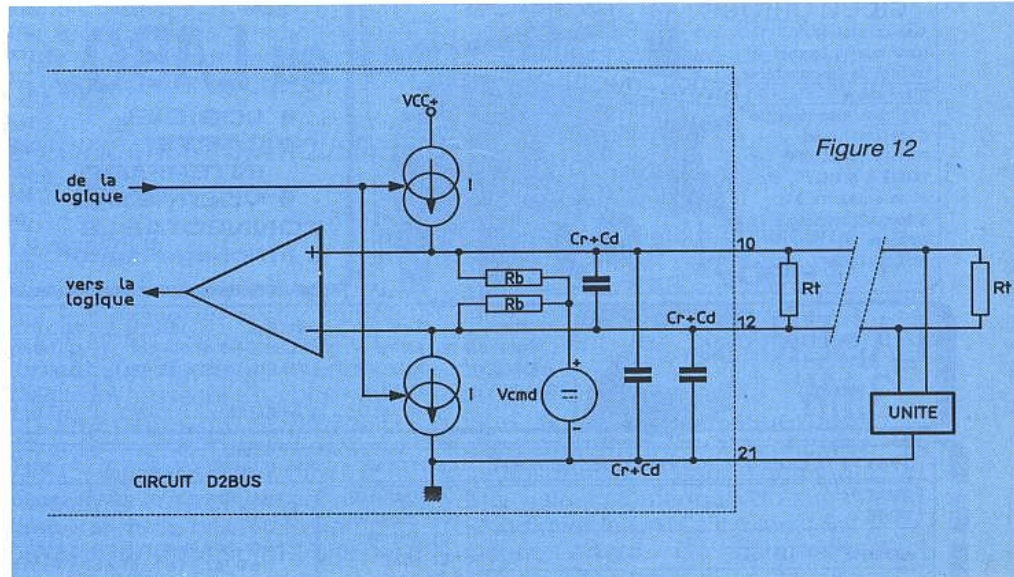 VCC+
Figure 12
de la
logique
I
Cr+Cd
10
Rb
Rt
Rt
vers la
logique
Rb
Cr+Cd
12
+
-
I
Vcmd
+
-
UNITE
21
Cr+Cd
CIRCUIT D2BUS